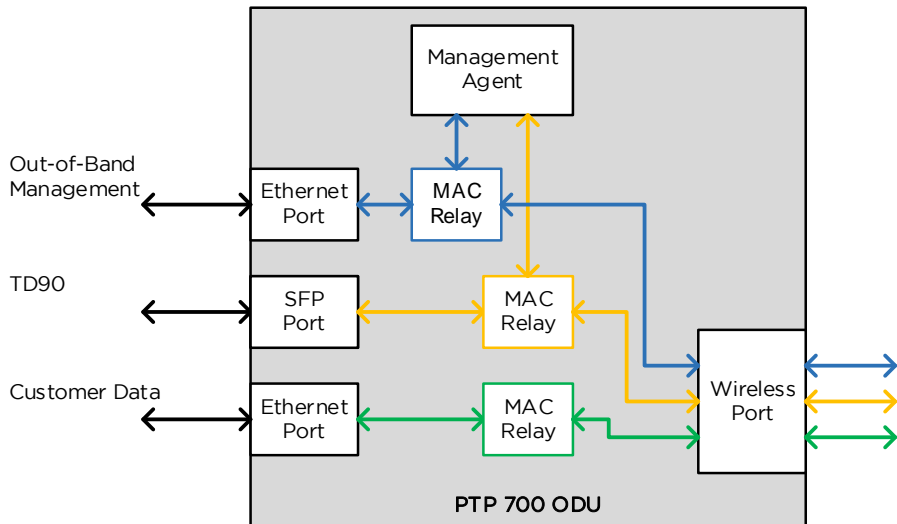 Management
Agent
Out-of-Band
Management
Ethernet
Port
MAC
Relay
TD90
SFP
Port
MAC
Relay
Customer Data
Ethernet
Port
MAC
Relay
Wireless
Port
PTP 700 ODU